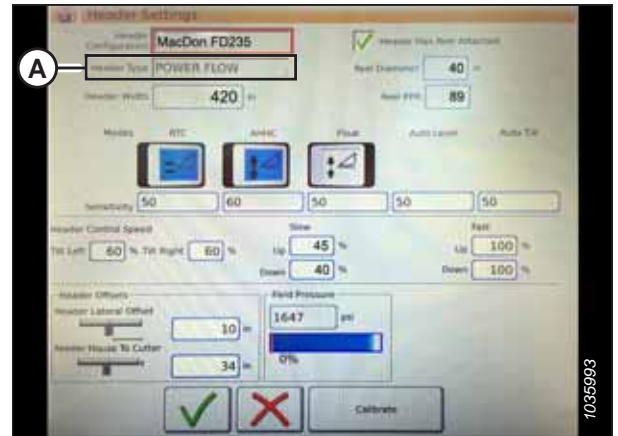 Header Settings
Header Configuration MacDon FD235
Header Has Reel Attached
A
Header Type POWER FLOW
Reel Diameter 40 in
Header Width 420 in
Reel PPR 89
Modes RTC AHHC Float Auto Level Auto Tilt
Sensitivity 50 60 50 50 50
Header Control Speed Slow Fast
Tilt Left 60 % Tilt Right 60 % Up 45 % Up 100 %
Down 40 % Down 100 %
Header Offsets Field Pressure
Header Lateral Offset
1647 psi
10 in
Feeder House To Cutter
0%
34 in
Calibrate
1035993